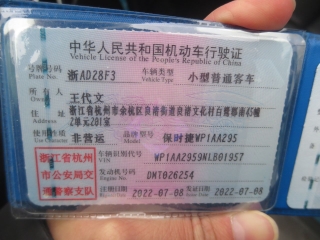 中华人民共和国机动车行驶证
Vehicle License of the People's Republic of China
号牌号码 浙AD28F3 车辆类型 小型普通客车
Plate No. Vehicle Type
所有人 王代文
Owner
住址 浙江省杭州市余杭区良渚街道良渚文化村白鹭郡南45幢
Address 2单元201室
使用性质 非营运 品牌型号 保时捷WP1AA295
Use Character Model
浙江省杭州 车辆识别代号 WP1AA2959NLB01957
市公安局交 VIN
通警察支队 发动机号码 DMT026254
Engine No.
注册日期 2022-07-08 发证日期 2022-07-08